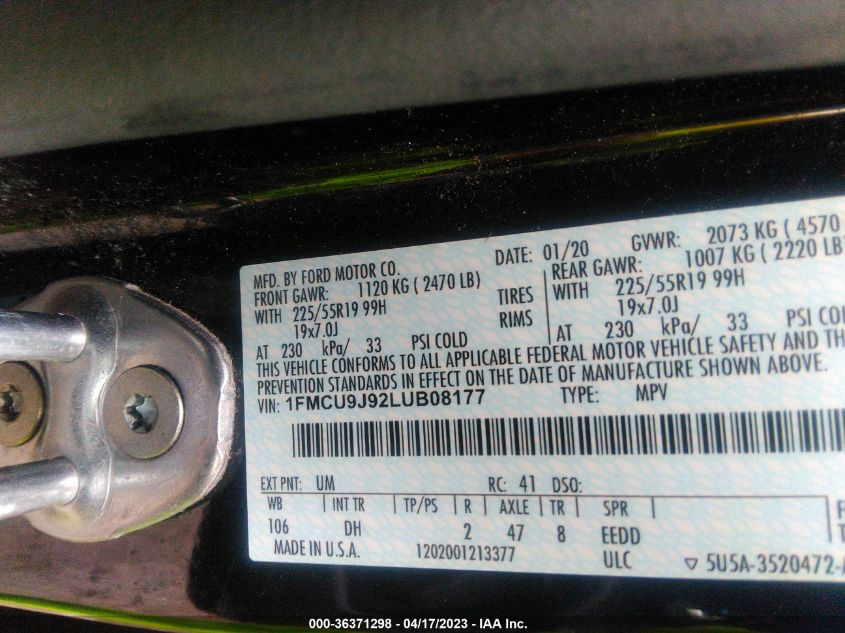 MFD. BY FORD MOTOR CO. DATE: 01/20 GVWR: 2073 KG ( 4570
FRONT GAWR: 1120 KG ( 2470 LB) REAR GAWR: 1007 KG ( 2220 LB)
WITH 225/55R19 99H TIRES WITH 225/55R19 99H
19x7.0J RIMS 19x7.0J
AT 230 kPa/ 33 PSI COLD AT 230 kPa/ 33 PSI COL
THIS VEHICLE CONFORMS TO ALL APPLICABLE FEDERAL MOTOR VEHICLE SAFETY AND THE
PREVENTION STANDARDS IN EFFECT ON THE DATE OF MANUFACTURE SHOWN ABOVE.
VIN: 1FMCU9J92LUB08177 TYPE: MPV
EXT PNT: UM RC: 41 DSO:
WB INT TR TP/PS R AXLE TR SPR
106 DH 2 47 8 EEDD
MADE IN U.S.A. 1202001213377 ULC 5U5A-3520472-
000-36371298 - 04/17/2023 - IAA Inc.